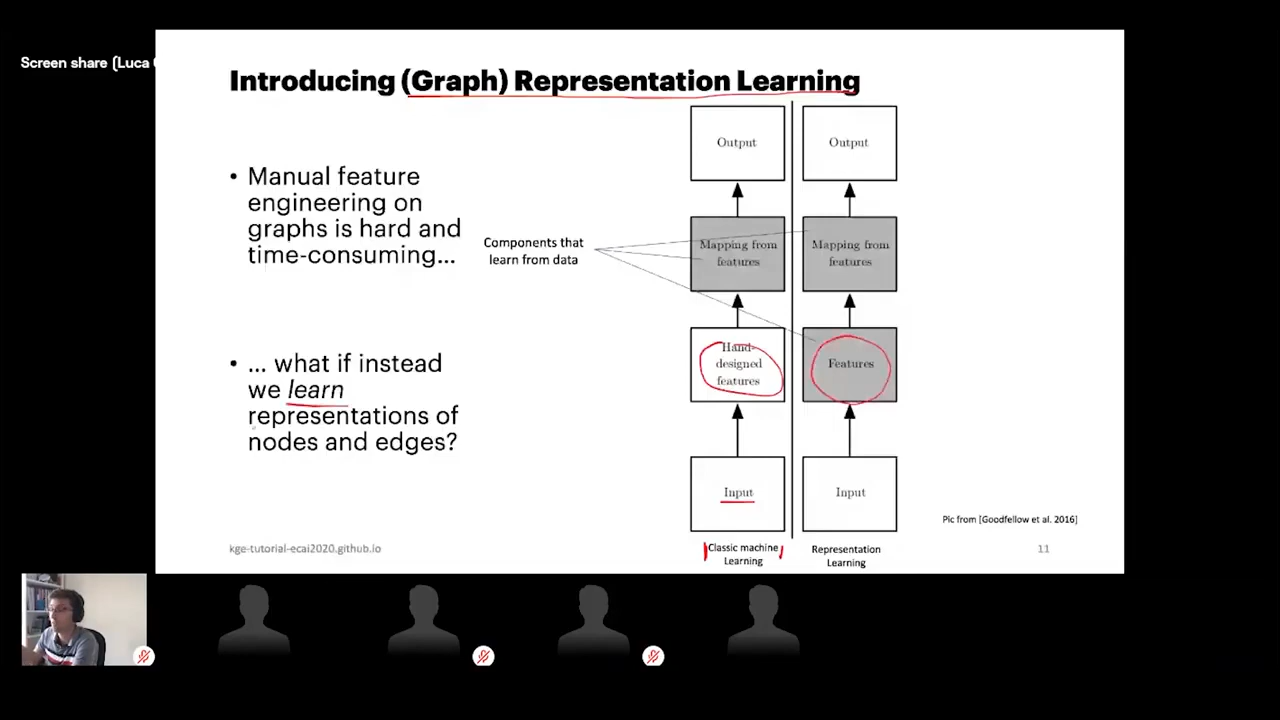 Screen share (Luca
Introducing (Graph) Representation Learning
• Manual feature
engineering on
graphs is hard and
time-consuming...
• ... what if instead
we learn
representations of
nodes and edges?
Components that
learn from data
Output
Mapping from
features
Hand-
designed
features
Input
Classic machine
Learning
Output
Mapping from
features
Features
Input
Representation
Learning
Pic from [Goodfellow et al. 2016]
kge-tutorial-ecai2020.github.io
11